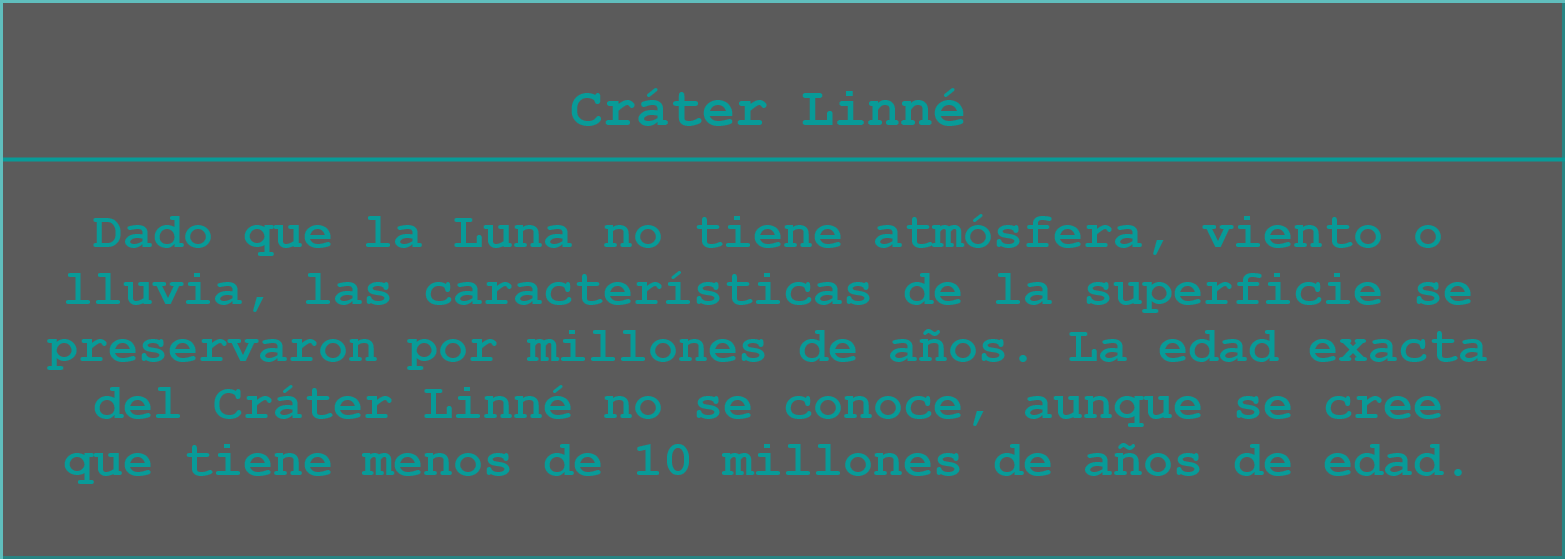 Cráter Linné
Dado que la Luna no tiene atmósfera, viento o
lluvia, las características de la superficie se
preservaron por millones de años. La edad exacta
del Cráter Linné no se conoce, aunque se cree
que tiene menos de 10 millones de años de edad.